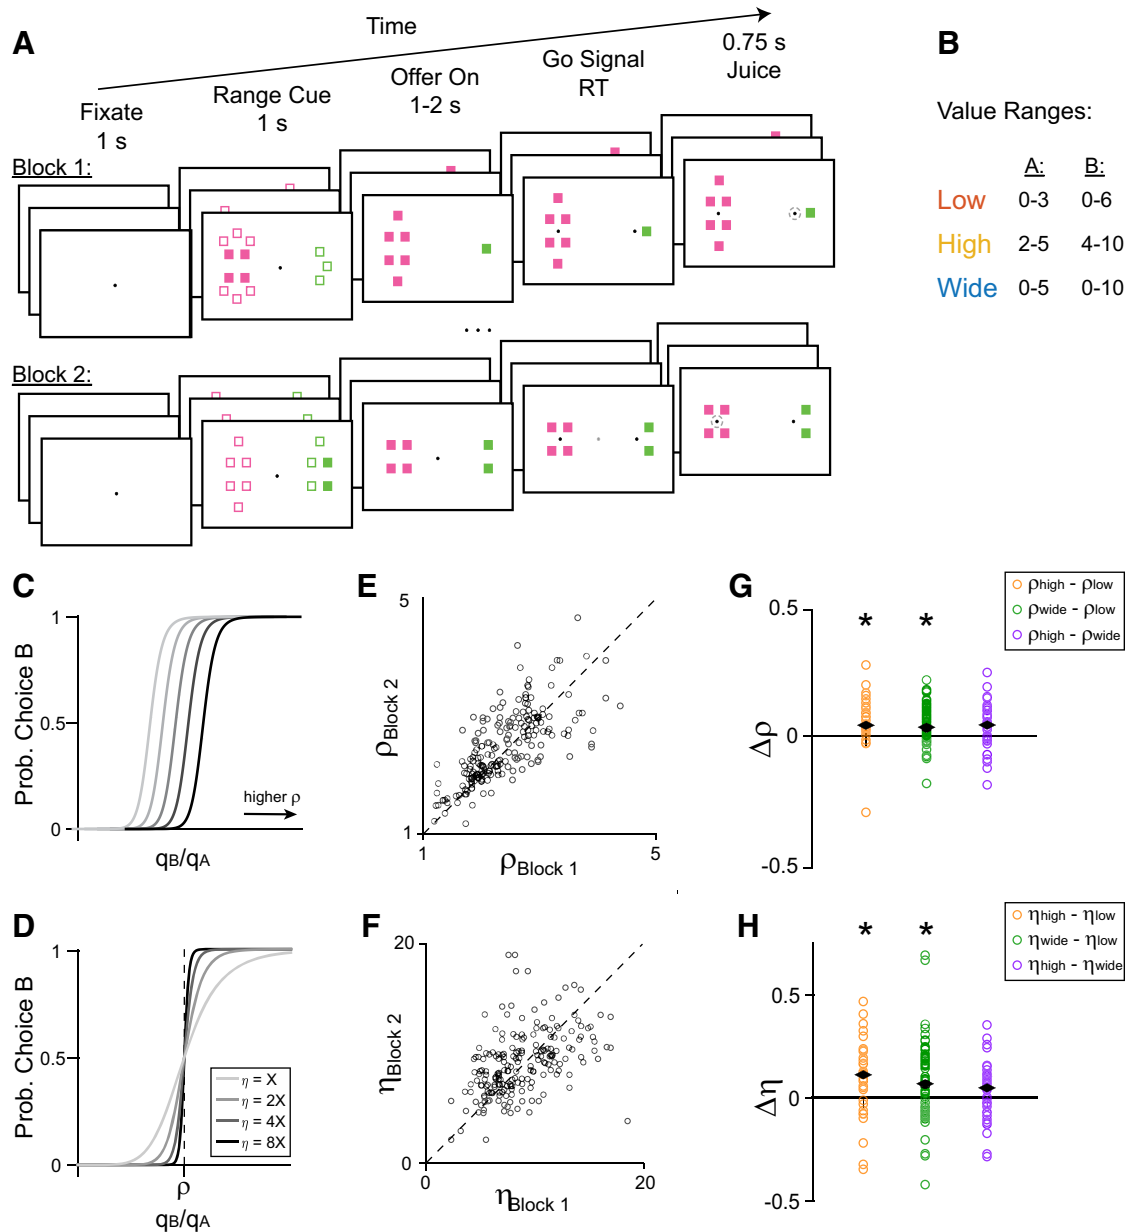 A
Time
Fixate
1 s
Range Cue
1 s
Offer On
1-2 s
Go Signal
RT
0.75 s
Juice
Block 1:
...
Block 2:
B
Value Ranges:
A: B:
Low 0-3 0-6
High 2-5 4-10
Wide 0-5 0-10
C
Prob. Choice B
1
0.5
0
higher ρ
qB/qA
D
Prob. Choice B
1
0.5
0
η = X
η = 2X
η = 4X
η = 8X
ρ
qB/qA
E
5
ρBlock 2
1
1
5
ρBlock 1
F
20
ηBlock 2
0
0
20
ηBlock 1
G
ρhigh - ρlow
ρwide - ρlow
ρhigh - ρwide
0.5
* *
Δρ
0
-0.5
H
ηhigh - ηlow
ηwide - ηlow
ηhigh - ηwide
* *
0.5
Δη
0
-0.5